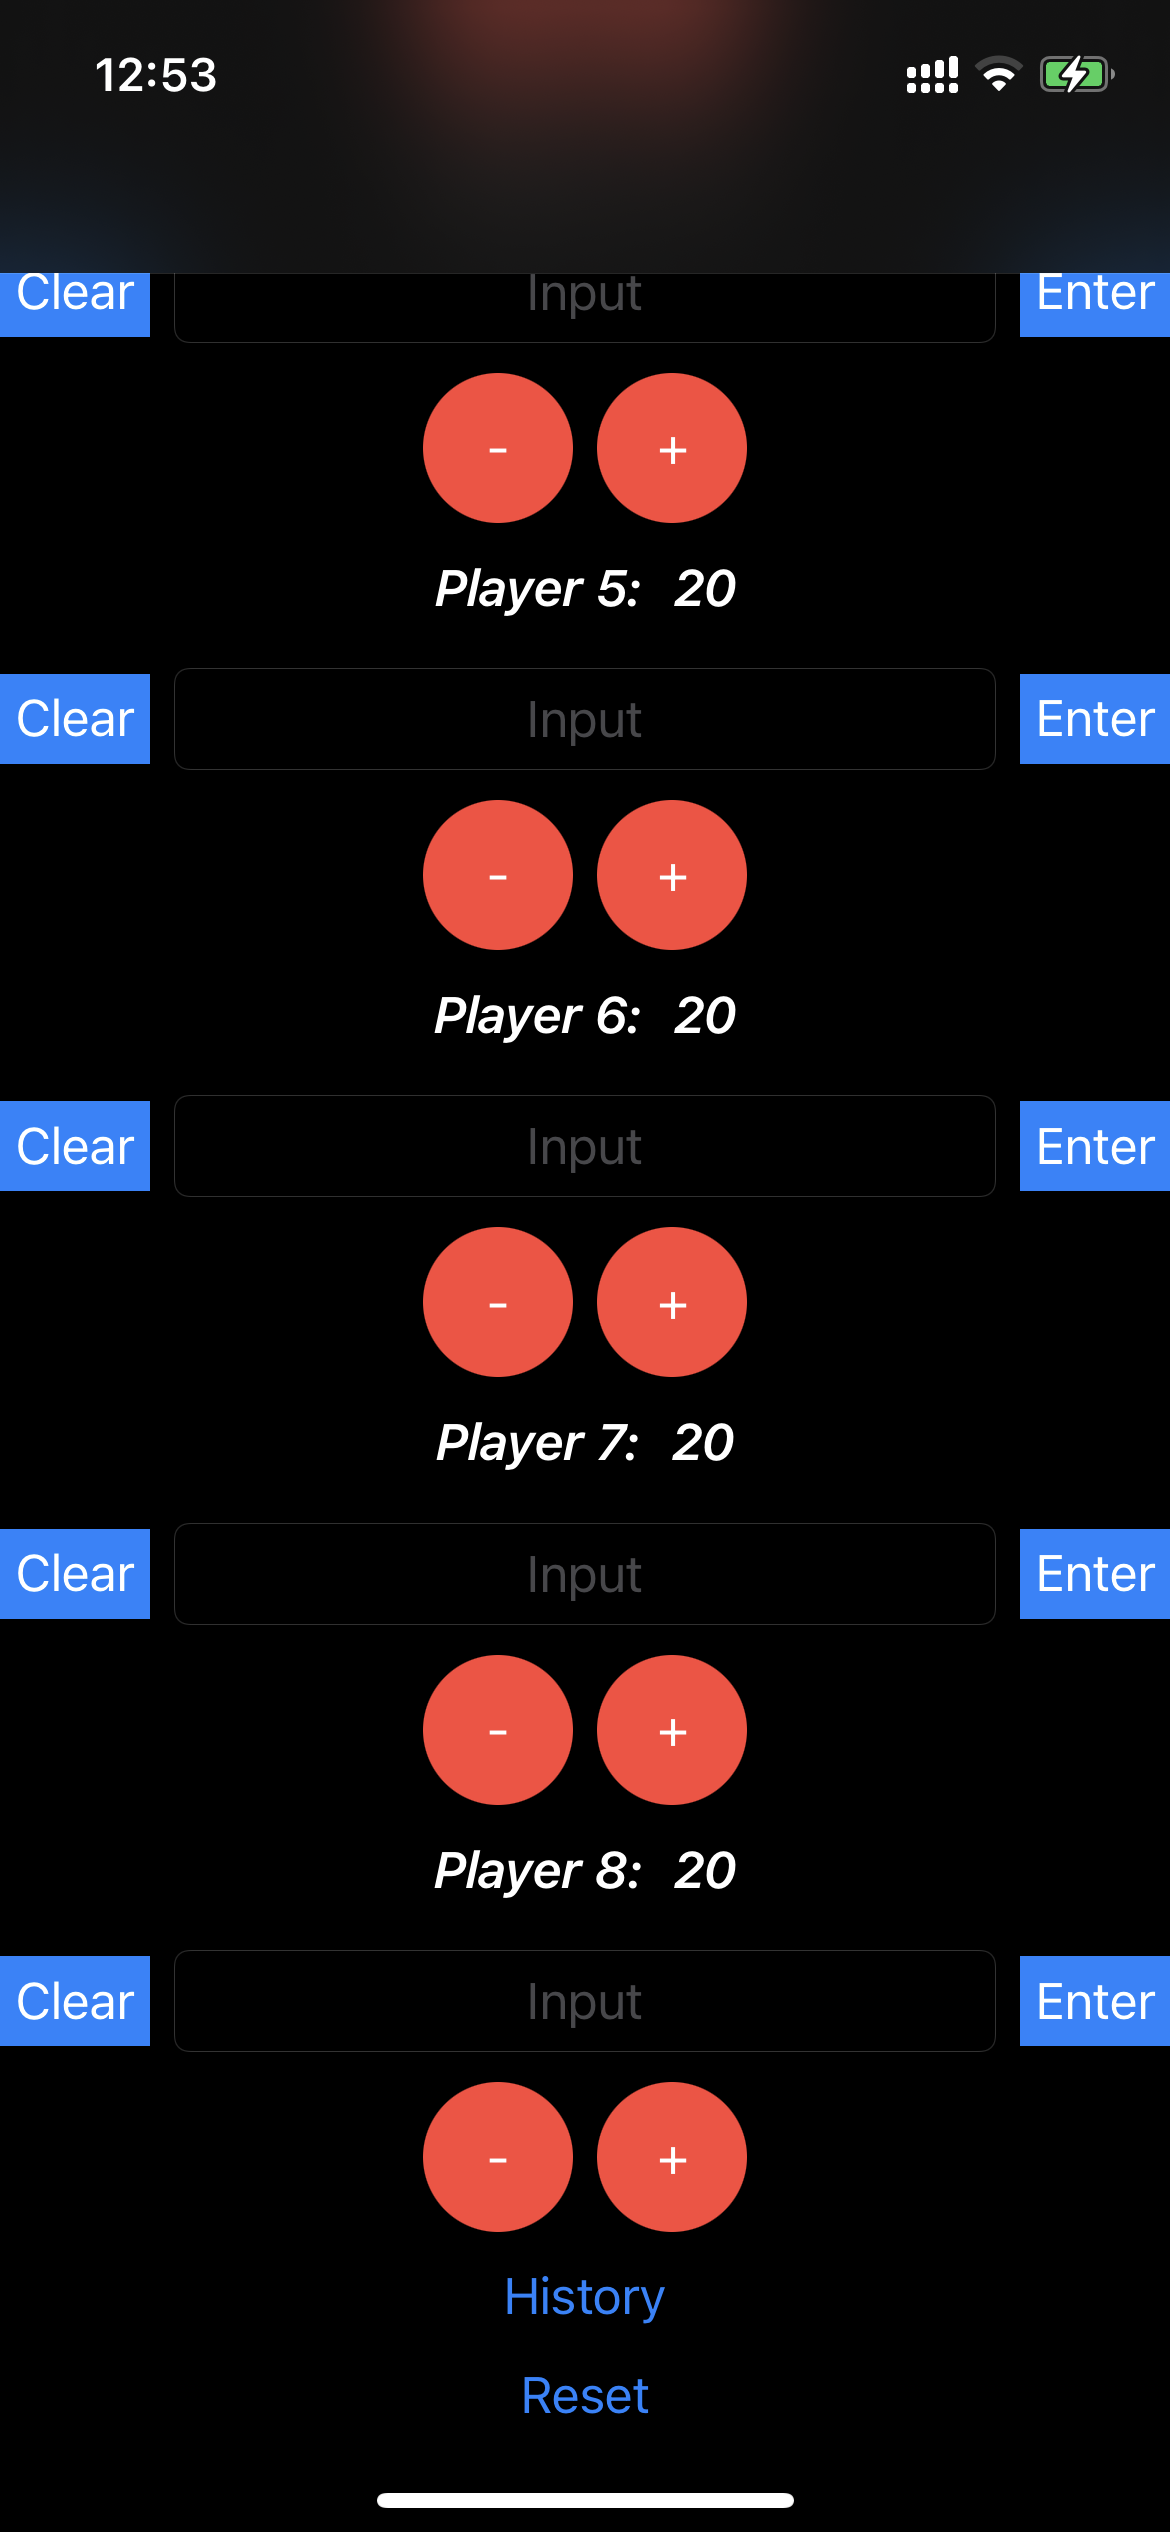 12:53
Clear Input Enter
- +
Player 5: 20
Clear Input Enter
- +
Player 6: 20
Clear Input Enter
- +
Player 7: 20
Clear Input Enter
- +
Player 8: 20
Clear Input Enter
- +
History
Reset